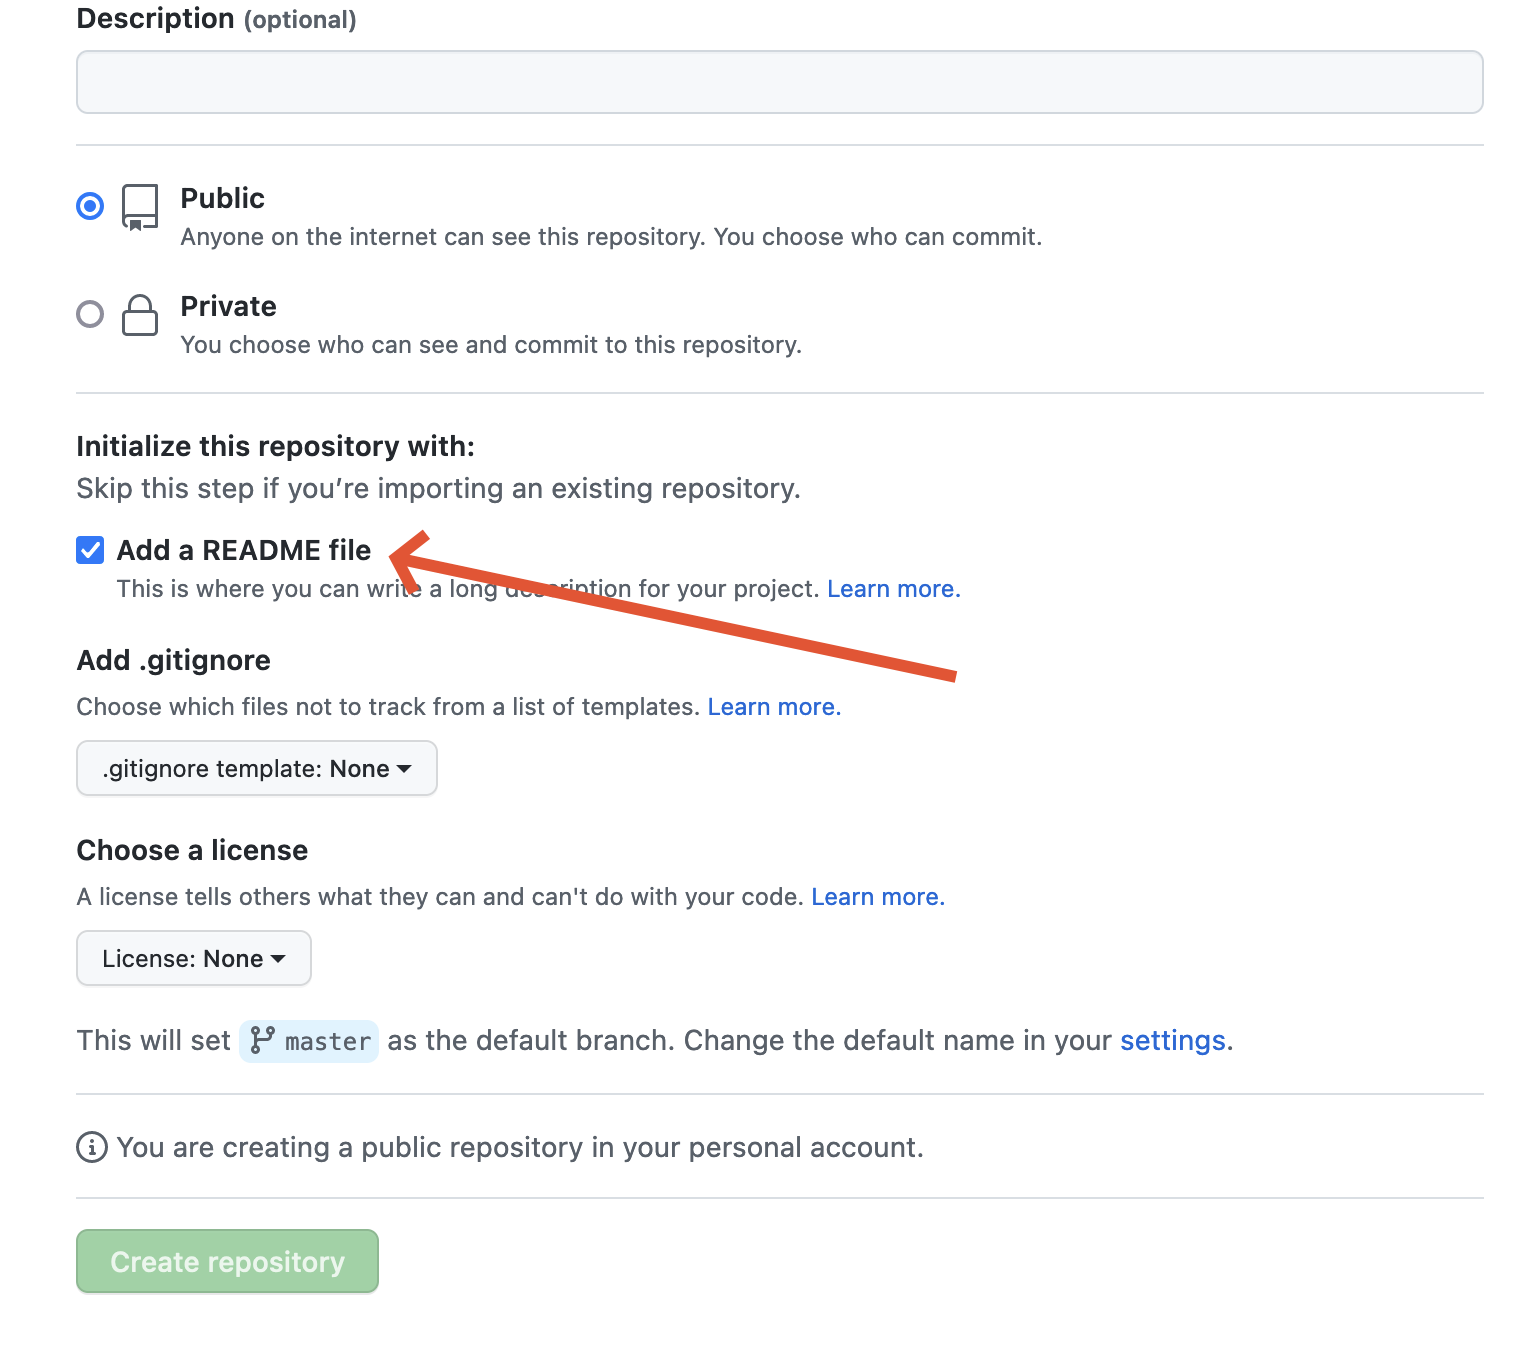 Description (optional)
Public
Anyone on the internet can see this repository. You choose who can commit.
Private
You choose who can see and commit to this repository.
Initialize this repository with:
Skip this step if you’re importing an existing repository.
Add a README file
This is where you can write a long description for your project. Learn more.
Add .gitignore
Choose which files not to track from a list of templates. Learn more.
.gitignore template: None
Choose a license
A license tells others what they can and can't do with your code. Learn more.
License: None
This will set master as the default branch. Change the default name in your settings.
You are creating a public repository in your personal account.
Create repository